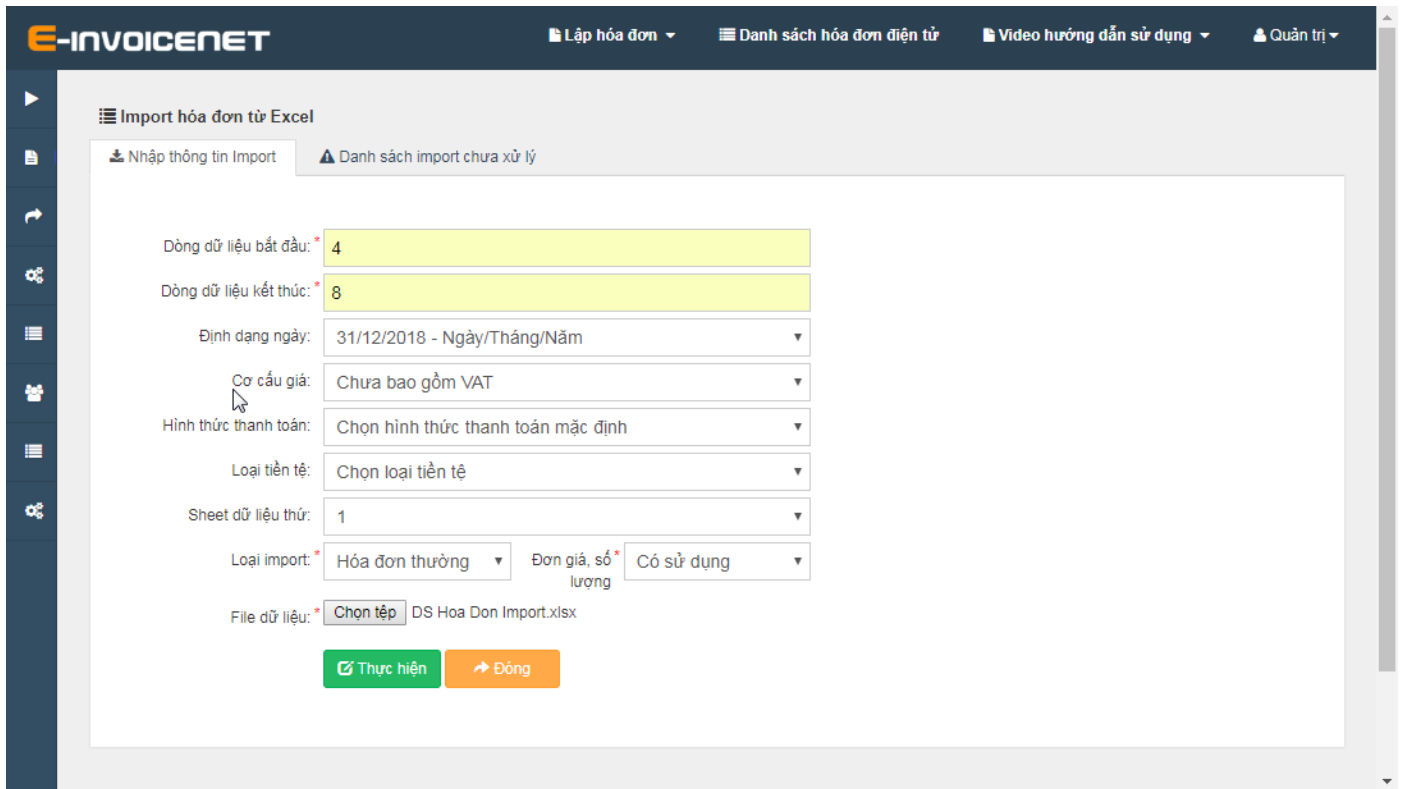 E-INVOICENET
Lập hóa đơn
Danh sách hóa đơn điện tử
Video hướng dẫn sử dụng
Quản trị
Import hóa đơn từ Excel
Nhập thông tin Import
Danh sách import chưa xử lý
Dòng dữ liệu bắt đầu: * 4
Dòng dữ liệu kết thúc: * 8
Định dạng ngày: 31/12/2018 - Ngày/Tháng/Năm
Cơ cấu giá: Chưa bao gồm VAT
Hình thức thanh toán: Chọn hình thức thanh toán mặc định
Loại tiền tệ: Chọn loại tiền tệ
Sheet dữ liệu thứ: 1
Loại import: * Hóa đơn thường
Đơn giá, số *
lượng
Có sử dụng
File dữ liệu: * Chọn tệp DS Hoa Don Import.xlsx
Thực hiện
Đóng